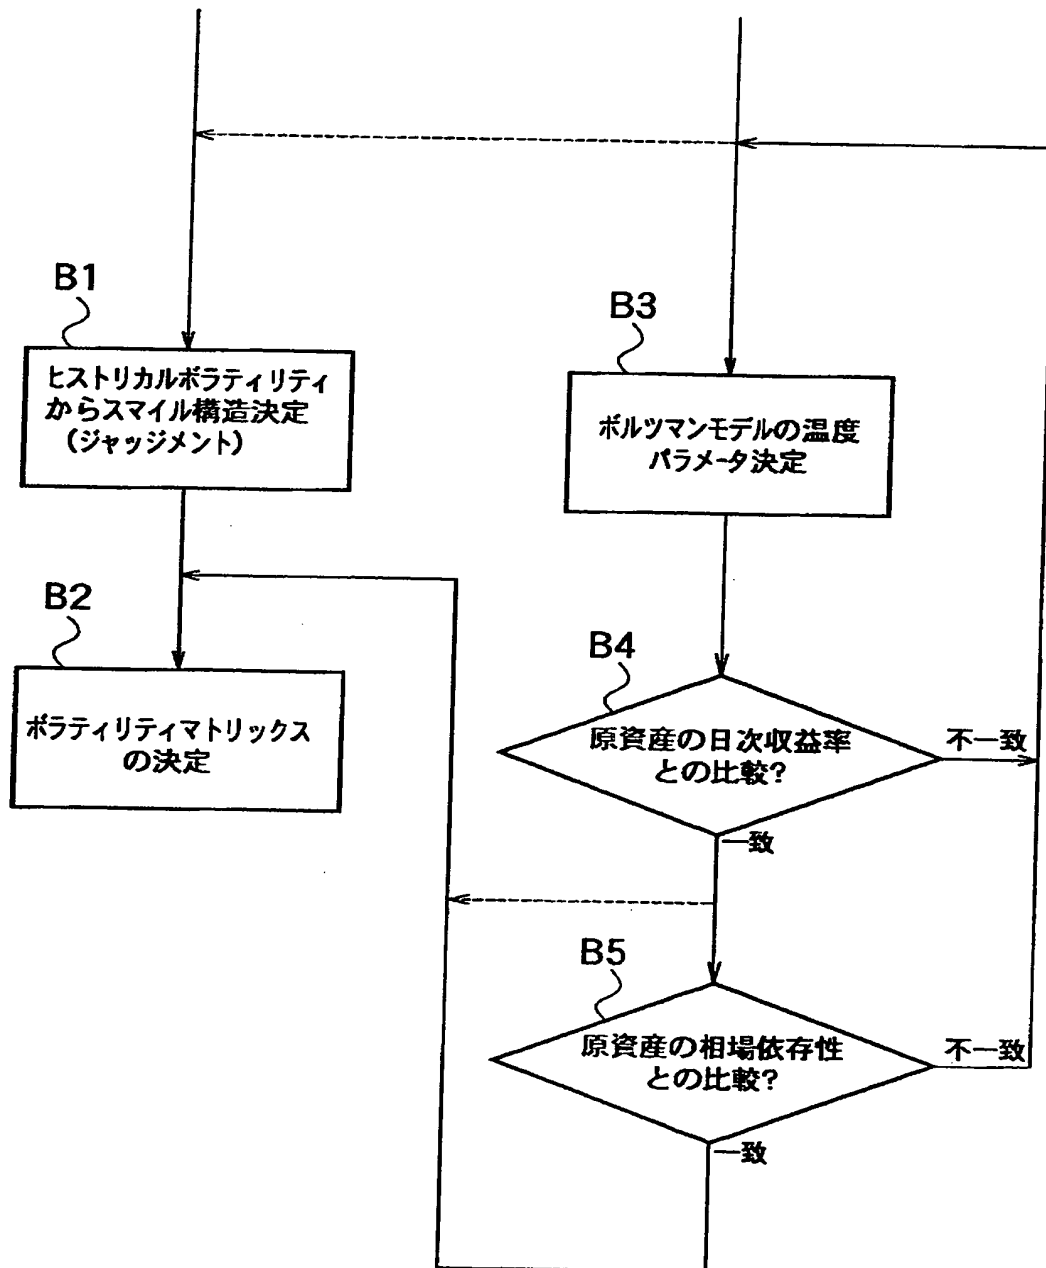 B1
ヒストリカルボラティリティ
からスマイル構造決定
(ジャッジメント)
B2
ボラティリティマトリックス
の決定
B3
ボルツマンモデルの温度
パラメータ決定
B4
原資産の日次収益率
との比較?
不一致
一致
B5
原資産の相場依存性
との比較?
不一致
一致